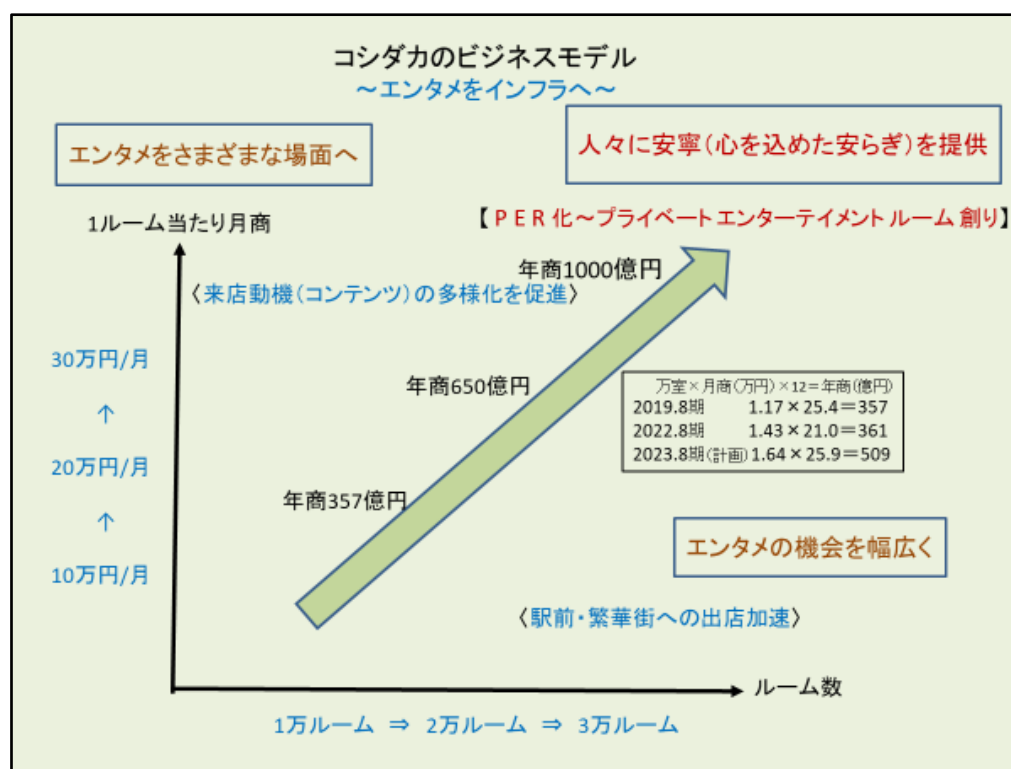 コシダカのビジネスモデル
～エンタメをインフラへ～
エンタメをさまざまな場面へ
人々に安寧(心を込めた安らぎ)を提供
1ルーム当たり月商
【ＰＥＲ化～プライベートエンターテイメントルーム創り】
年商1000億円
〈来店動機(コンテンツ)の多様化を促進〉
30万円/月
年商650億円
↑
万室×月商(万円)×12＝年商(億円)
2019.8期 1.17×25.4＝357
2022.8期 1.43×21.0＝361
2023.8期(計画) 1.64×25.9＝509
20万円/月
年商357億円
↑
エンタメの機会を幅広く
10万円/月
〈駅前・繁華街への出店加速〉
ルーム数
1万ルーム ⇒ 2万ルーム ⇒ 3万ルーム